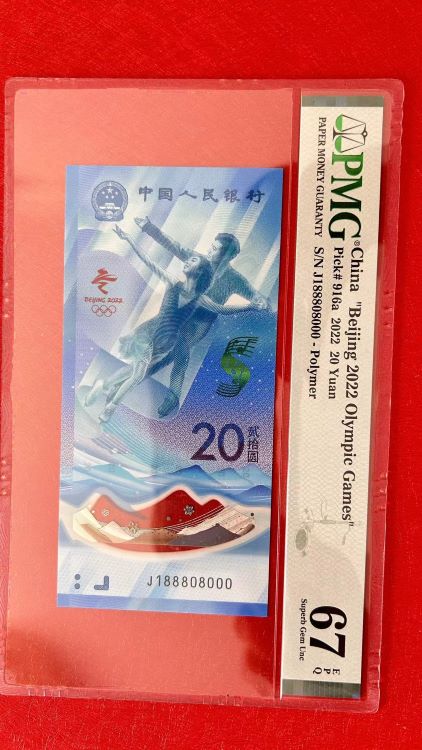 中国人民银行
BEIJING 2022
20
贰拾圆
J188808000
PMG®
PAPER MONEY GUARANTY
China "Beijing 2022 Olympic Games"
Pick# 916a 2022 20 Yuan
S/N J188808000 - Polymer
67
EPQ
Superb Gem Unc